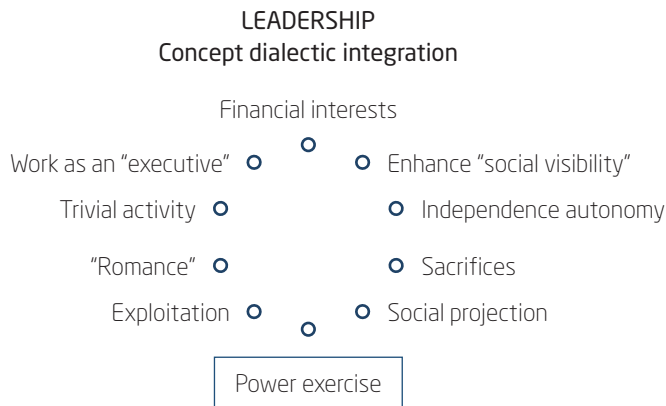 LEADERSHIP
Concept dialectic integration
Financial interests
Work as an “executive”
Enhance “social visibility”
Trivial activity
Independence autonomy
“Romance”
Sacrifices
Exploitation
Social projection
Power exercise